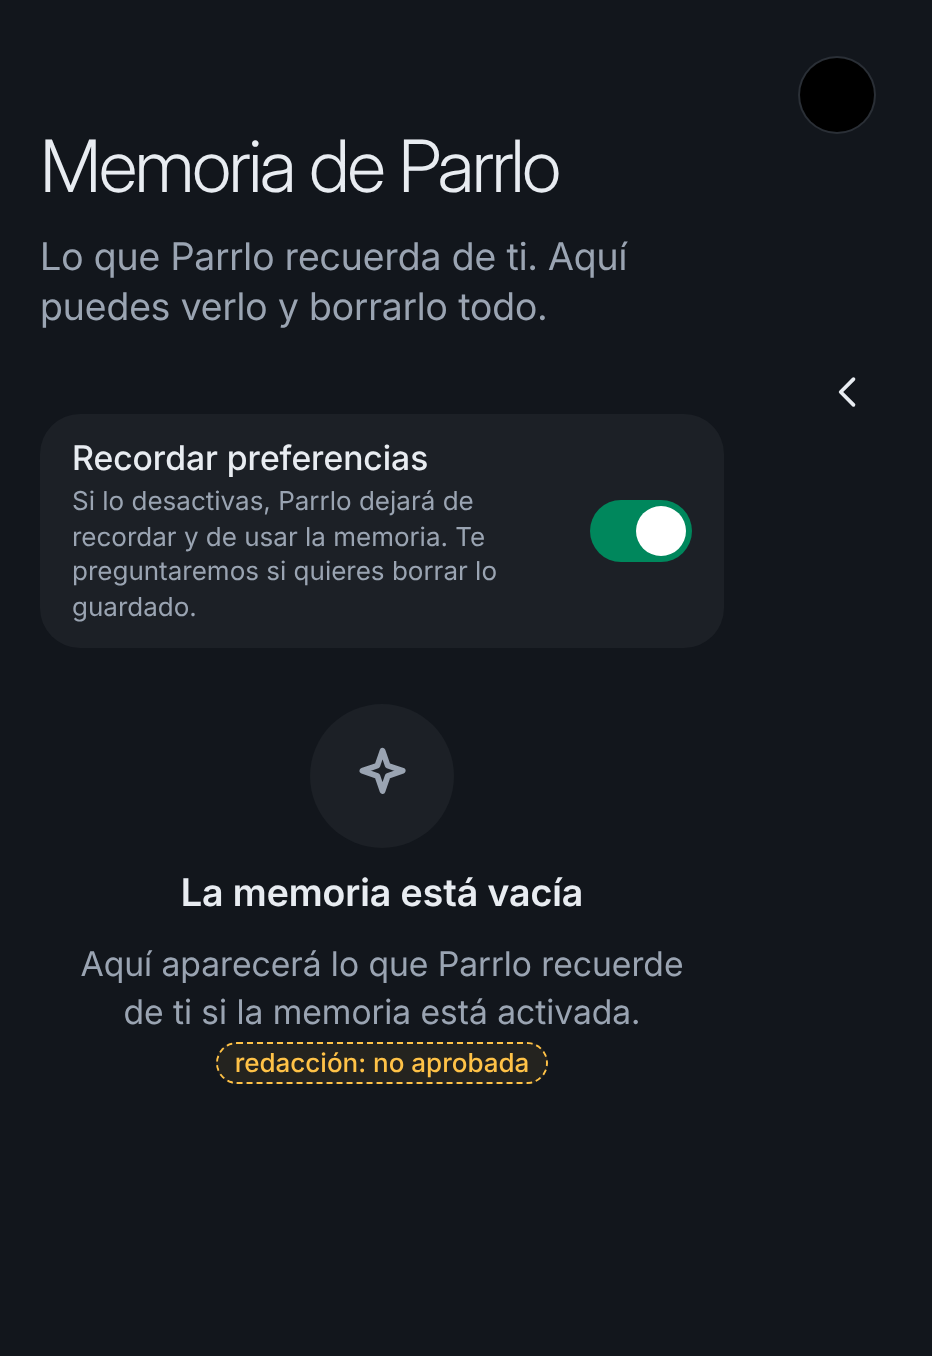 Memoria de Parrlo
Lo que Parrlo recuerda de ti. Aquí
puedes verlo y borrarlo todo.
Recordar preferencias
Si lo desactivas, Parrlo dejará de
recordar y de usar la memoria. Te
preguntaremos si quieres borrar lo
guardado.
La memoria está vacía
Aquí aparecerá lo que Parrlo recuerde
de ti si la memoria está activada.
redacción: no aprobada